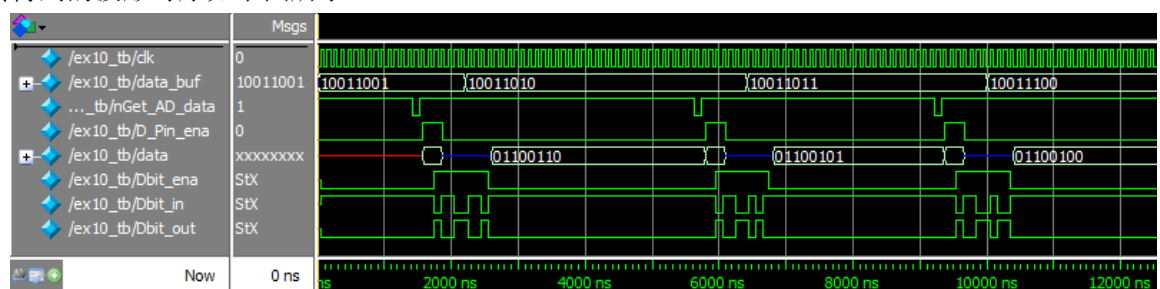 Msgs
/ex10_tb/clk 0
/ex10_tb/data_buf 10011001 10011001 10011010 10011011 10011100
..._tb/nGet_AD_data 1
/ex10_tb/D_Pin_ena 0
/ex10_tb/data xxxxxxxx 01100110 01100101 01100100
/ex10_tb/Dbit_ena StX
/ex10_tb/Dbit_in StX
/ex10_tb/Dbit_out StX
Now 0 ns ns 2000 ns 4000 ns 6000 ns 8000 ns 10000 ns 12000 ns